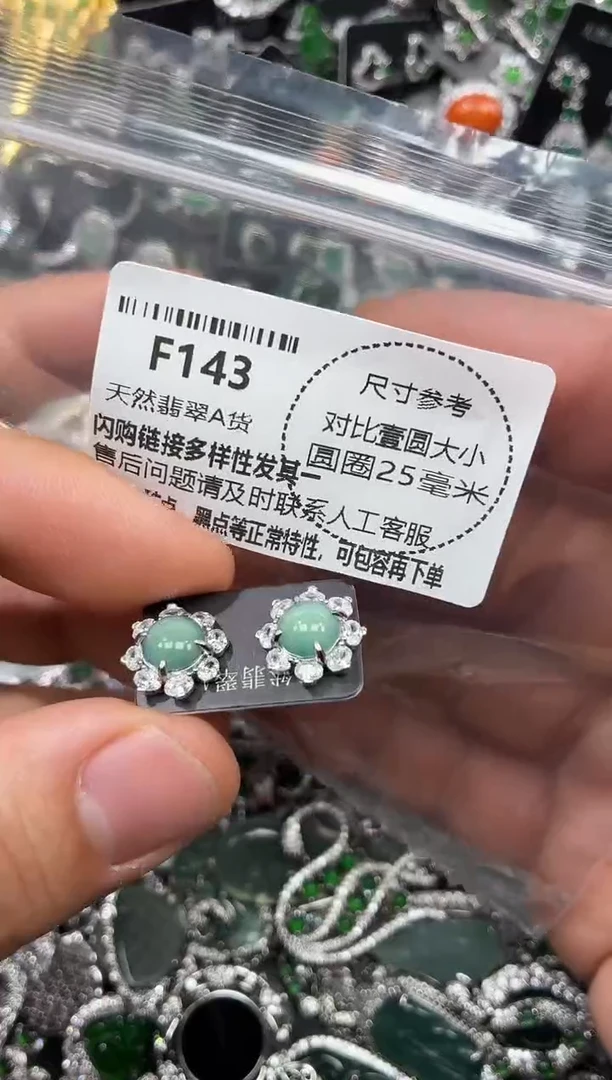 F143
天然翡翠A货
闪购链接多样性发其一
售后问题请及时联系人工客服
黑点等正常特性，可包容再下单
尺寸参考
对比壹圆大小
圆圈25毫米
翡翠